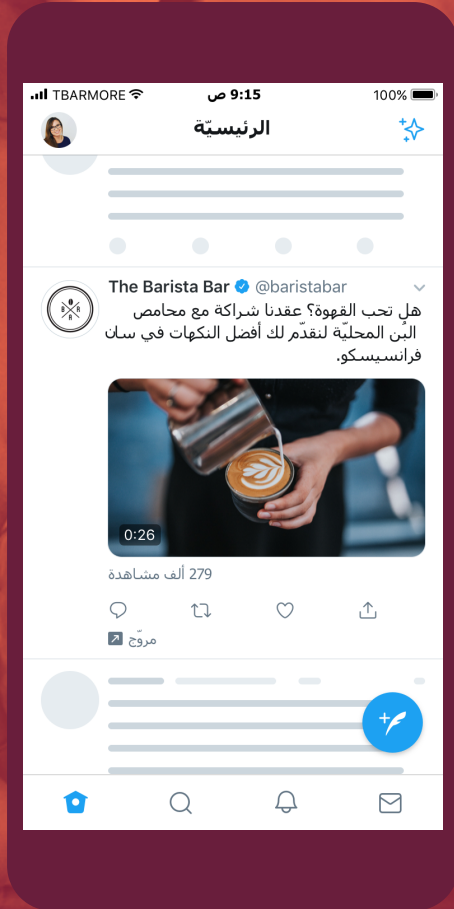 TBARMORE 9:15 ص 100%
الرئيسيّة
The Barista Bar @baristabar
هل تحب القهوة؟ عقدنا شراكة مع محامص
البُن المحليّة لنقدّم لك أفضل النكهات في سان
فرانسيسكو.
BARR
0:26
279 ألف مشاهدة
مروّج